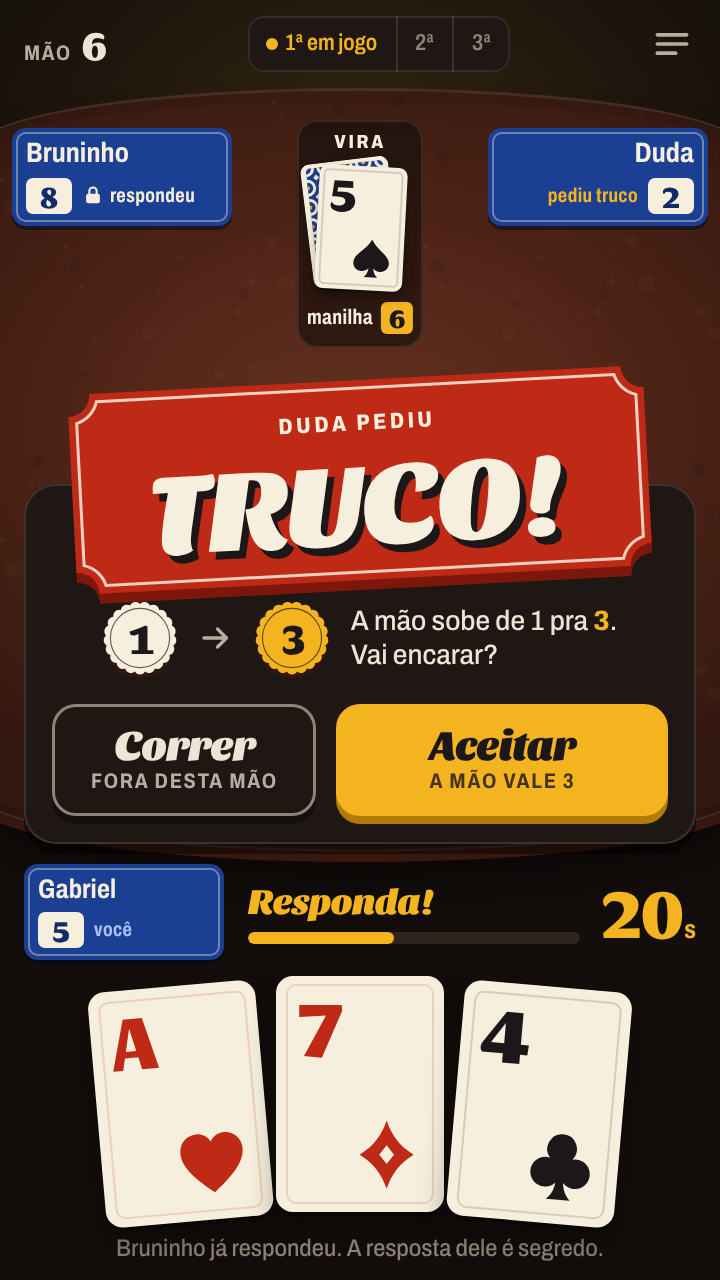 MÃO 6
1ª em jogo 2ª 3ª
Bruninho
8 respondeu
VIRA
5
manilha 6
Duda
pediu truco 2
DUDA PEDIU
TRUCO!
1 → 3
A mão sobe de 1 pra 3.
Vai encarar?
Correr
FORA DESTA MÃO
Aceitar
A MÃO VALE 3
Gabriel
5 você
Responda!
20s
A 7 4
Bruninho já respondeu. A resposta dele é segredo.